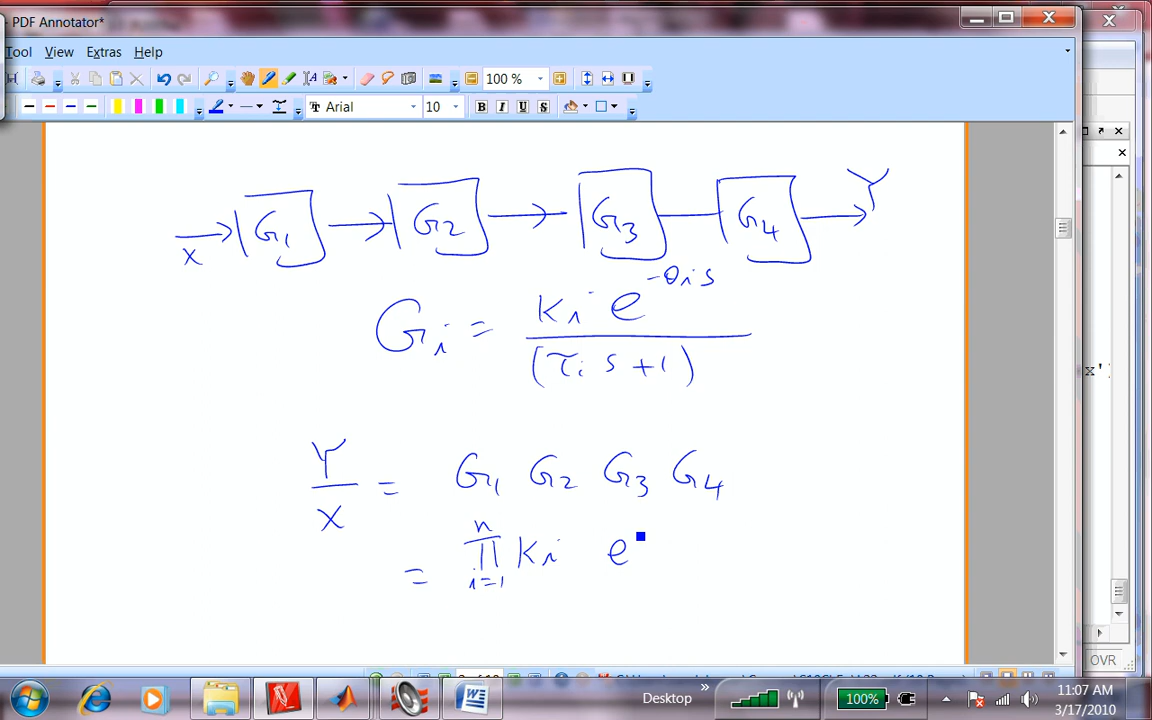 PDF Annotator*
Tool View Extras Help
100 %
Arial 10 B I U S
X G1 G2 G3 G4 Y
Gi = Ki e^-θis / (τi s + 1)
Y/X = G1 G2 G3 G4
= n ∏ i=1 Ki e
x'
OVR
Desktop » 100% 11:07 AM
3/17/2010